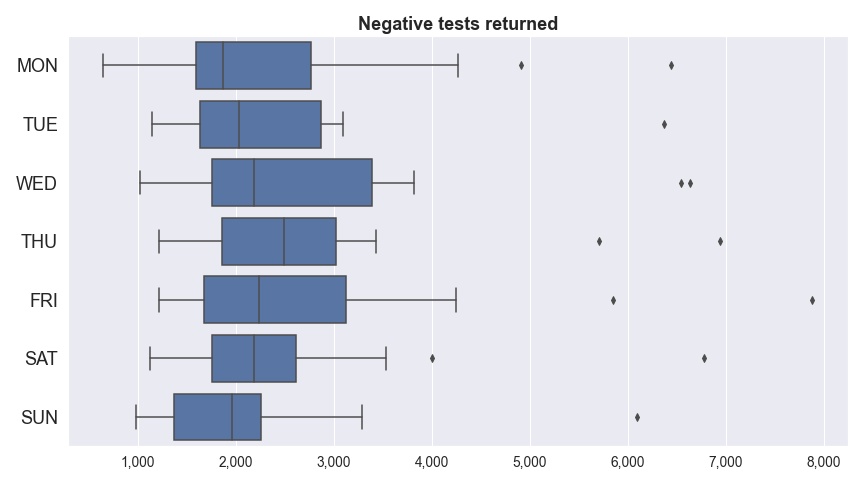 Negative tests returned
MON
TUE
WED
THU
FRI
SAT
SUN
1,000 2,000 3,000 4,000 5,000 6,000 7,000 8,000